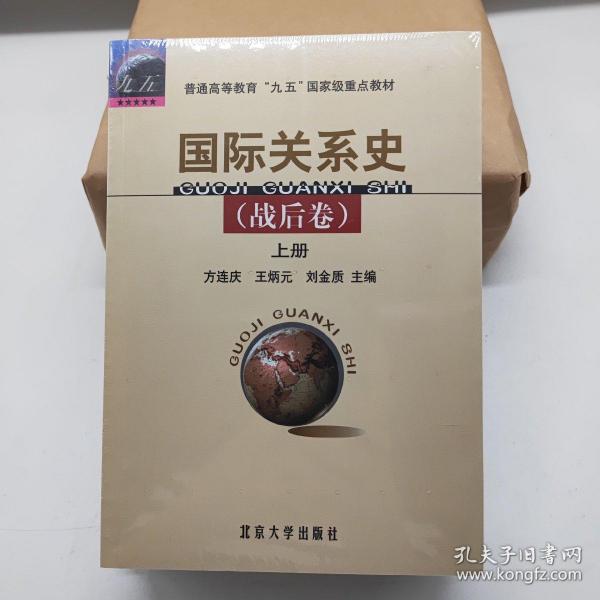 九五
★★★★★
普通高等教育“九五”国家级重点教材
国际关系史
GUOJI GUANXI SHI
(战后卷)
上册
方连庆 王炳元 刘金质 主编
GUOJI GUANXI SHI
北京大学出版社
孔夫子旧书网
www.kongfz.com